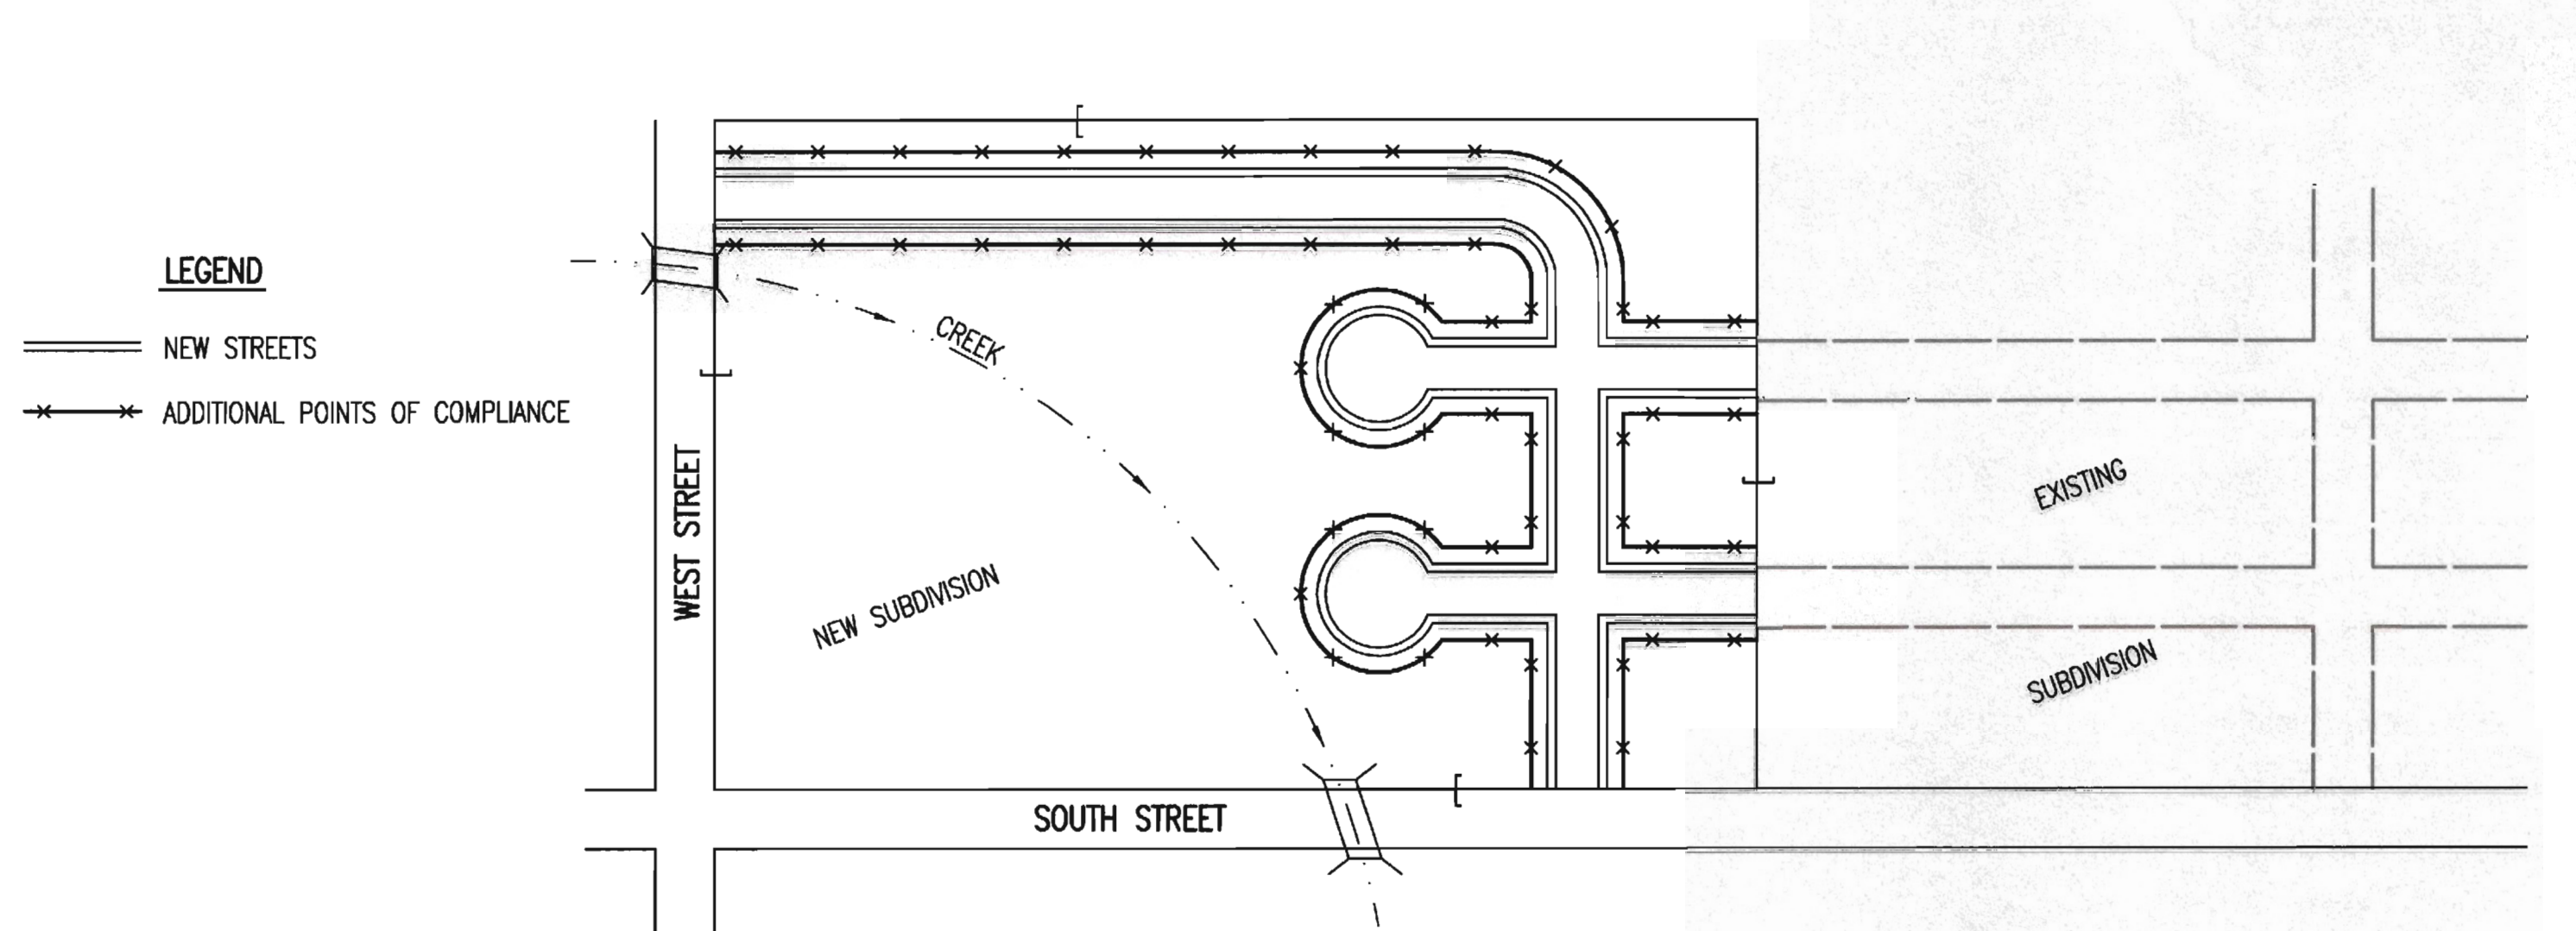 LEGEND
NEW STREETS
ADDITIONAL POINTS OF COMPLIANCE
CREEK
WEST STREET
NEW SUBDIVISION
SOUTH STREET
EXISTING
SUBDIVISION